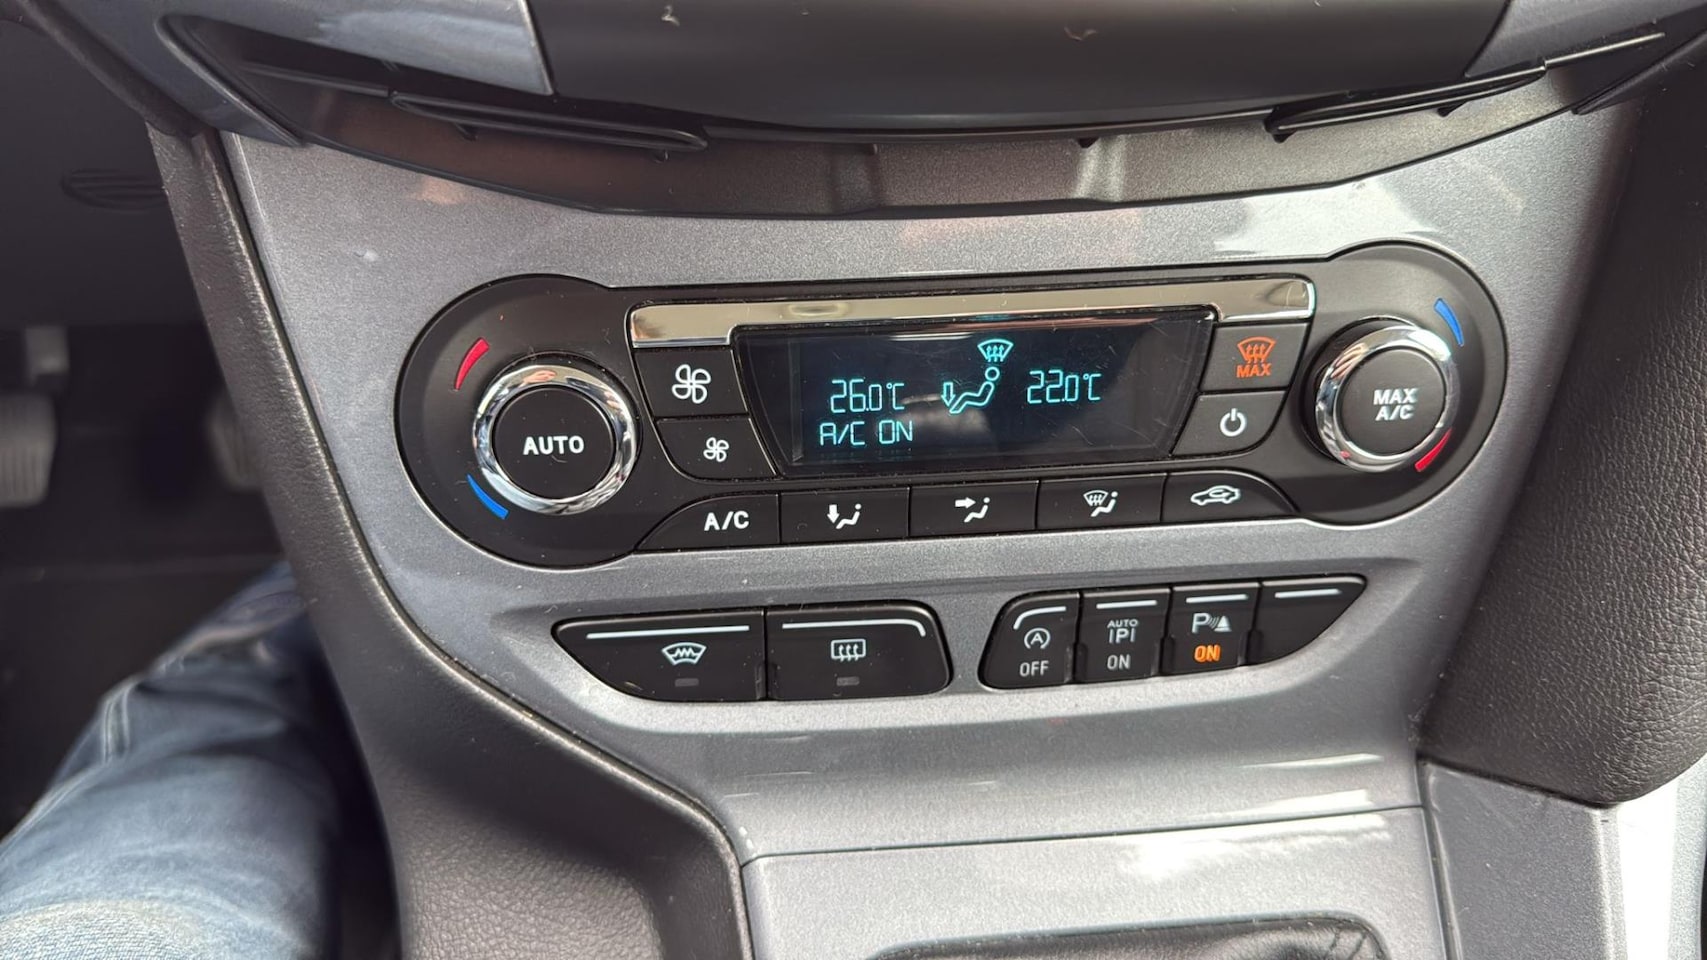 MAX
26.0°C
22.0°C
A/C ON
AUTO
MAX
A/C
A/C
OFF
AUTO
|P|
ON
P
ON